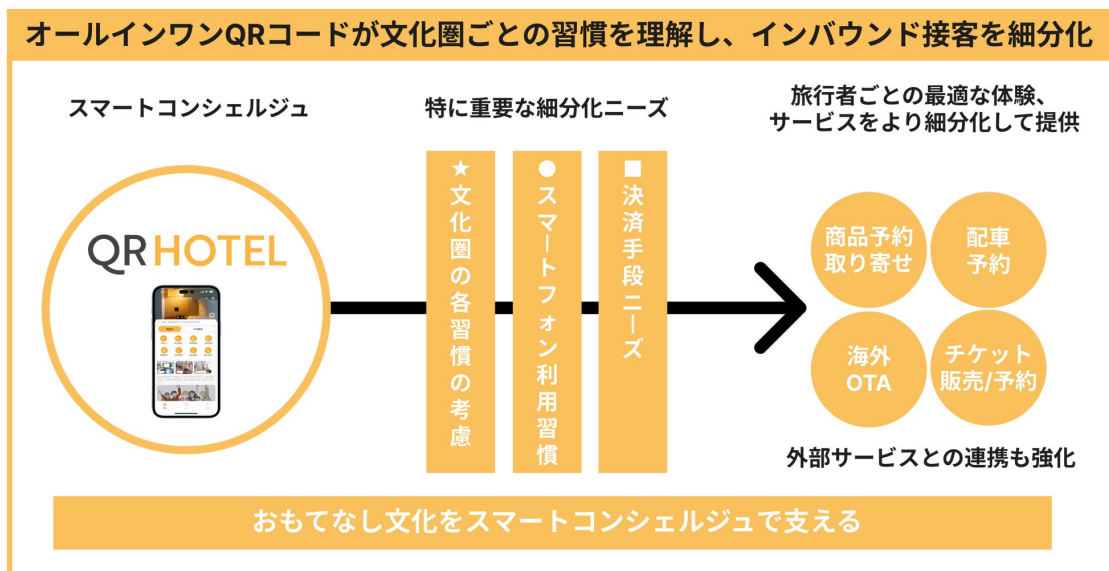 オールインワンQRコードが文化圏ごとの習慣を理解し、インバウンド接客を細分化
スマートコンシェルジュ
QR HOTEL
特に重要な細分化ニーズ
★文化圏の各習慣の考慮
●スマートフォン利用習慣
■決済手段ニーズ
旅行者ごとの最適な体験、
サービスをより細分化して提供
商品予約
取り寄せ
配車
予約
海外
OTA
チケット
販売/予約
外部サービスとの連携も強化
おもてなし文化をスマートコンシェルジュで支える